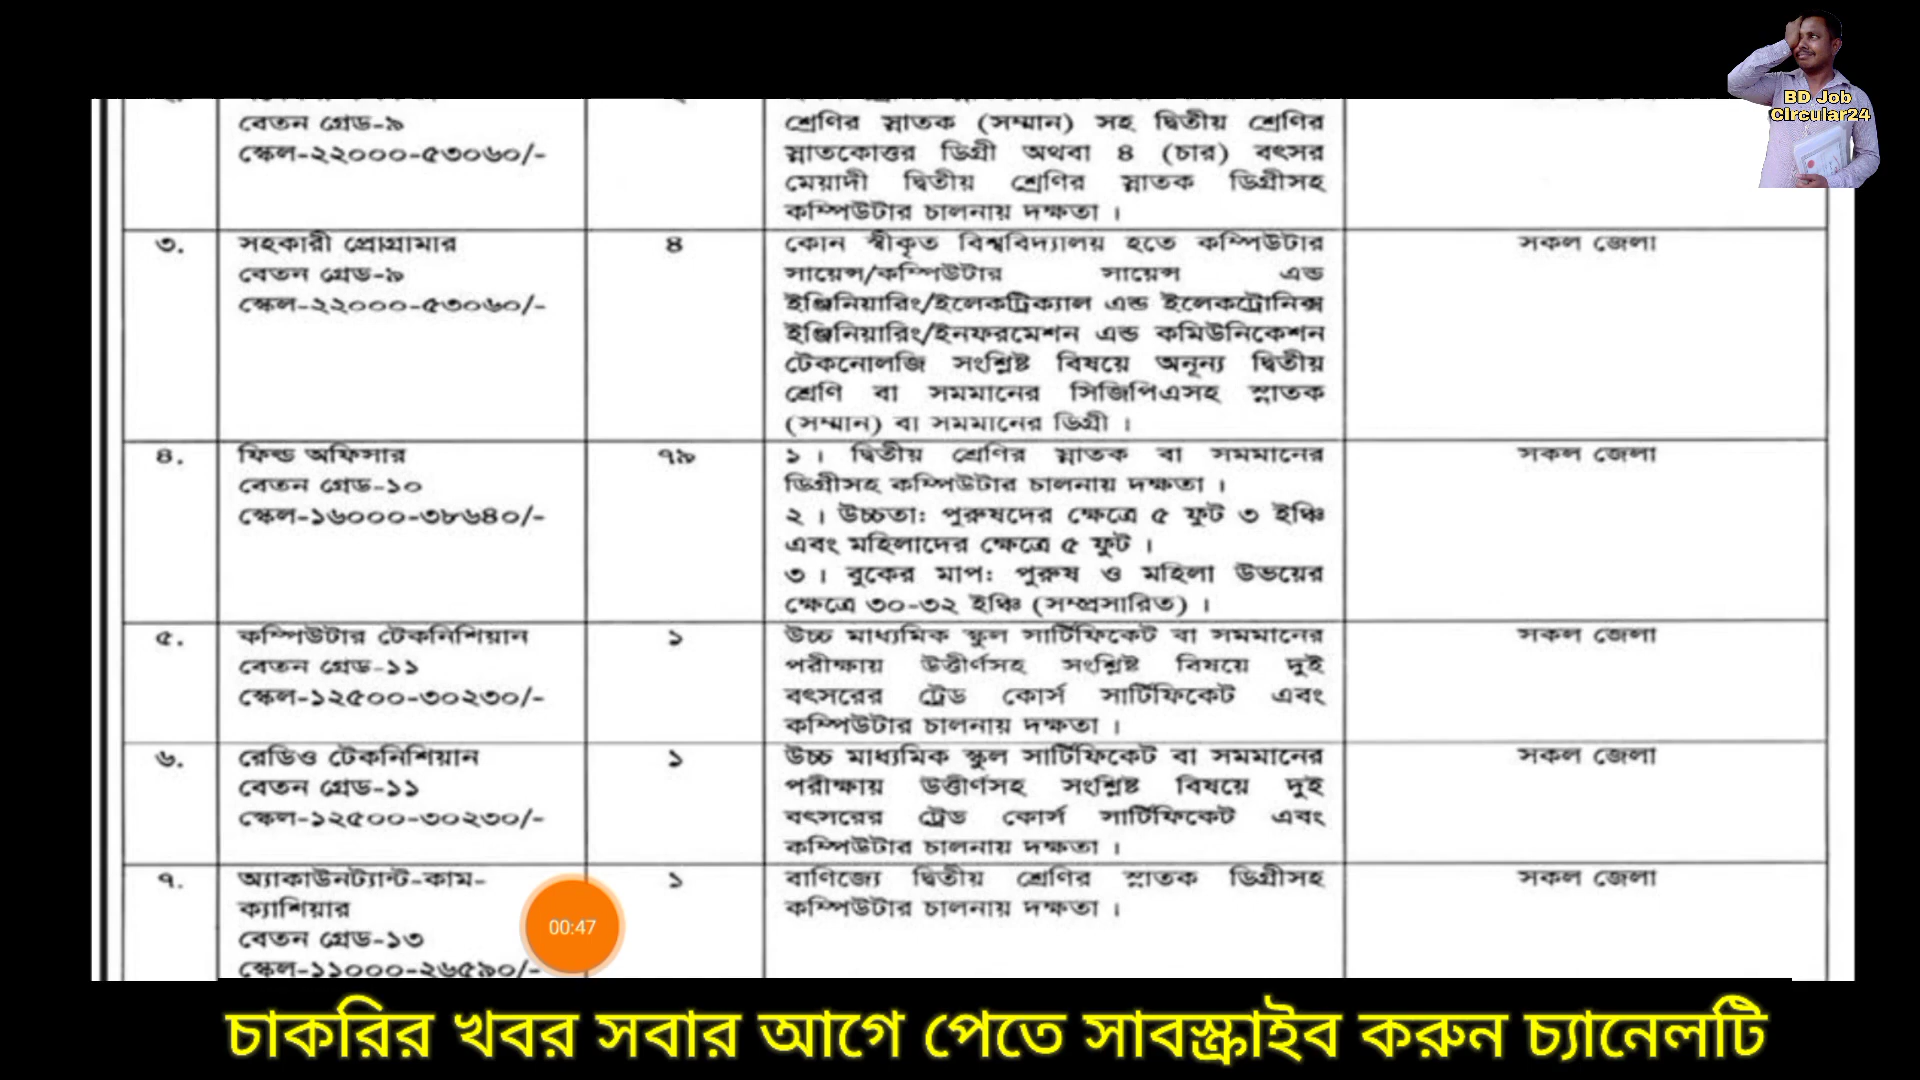 BD Job
Circular24
বেতন গ্রেড-৯
স্কেল-২২০০০-৫৩০৬০/-
শ্রেণির স্নাতক (সম্মান) সহ দ্বিতীয় শ্রেণির
স্নাতকোত্তর ডিগ্রী অথবা ৪ (চার) বৎসর
মেয়াদী দ্বিতীয় শ্রেণির স্নাতক ডিগ্রীসহ
কম্পিউটার চালনায় দক্ষতা ।
৩.
সহকারী প্রোগ্রামার
বেতন গ্রেড-৯
স্কেল-২২০০০-৫৩০৬০/-
৪
কোন স্বীকৃত বিশ্ববিদ্যালয় হতে কম্পিউটার
সায়েন্স/কম্পিউটার সায়েন্স এন্ড
ইঞ্জিনিয়ারিং/ইলেকট্রিক্যাল এন্ড ইলেকট্রোনিক্স
ইঞ্জিনিয়ারিং/ইনফরমেশন এন্ড কমিউনিকেশন
টেকনোলজি সংশ্লিষ্ট বিষয়ে অনূন্য দ্বিতীয়
শ্রেণি বা সমমানের সিজিপিএসহ স্নাতক
(সম্মান) বা সমমানের ডিগ্রী ।
সকল জেলা
৪.
ফিল্ড অফিসার
বেতন গ্রেড-১০
স্কেল-১৬০০০-৩৮৬৪০/-
৭৯
১ । দ্বিতীয় শ্রেণির স্নাতক বা সমমানের
ডিগ্রীসহ কম্পিউটার চালনায় দক্ষতা ।
২ । উচ্চতা: পুরুষদের ক্ষেত্রে ৫ ফুট ৩ ইঞ্চি
এবং মহিলাদের ক্ষেত্রে ৫ ফুট ।
৩ । বুকের মাপ: পুরুষ ও মহিলা উভয়ের
ক্ষেত্রে ৩০-৩২ ইঞ্চি (সম্প্রসারিত) ।
সকল জেলা
৫.
কম্পিউটার টেকনিশিয়ান
বেতন গ্রেড-১১
স্কেল-১২৫০০-৩০২৩০/-
১
উচ্চ মাধ্যমিক স্কুল সার্টিফিকেট বা সমমানের
পরীক্ষায় উত্তীর্ণসহ সংশ্লিষ্ট বিষয়ে দুই
বৎসরের ট্রেড কোর্স সার্টিফিকেট এবং
কম্পিউটার চালনায় দক্ষতা ।
সকল জেলা
৬.
রেডিও টেকনিশিয়ান
বেতন গ্রেড-১১
স্কেল-১২৫০০-৩০২৩০/-
১
উচ্চ মাধ্যমিক স্কুল সার্টিফিকেট বা সমমানের
পরীক্ষায় উত্তীর্ণসহ সংশ্লিষ্ট বিষয়ে দুই
বৎসরের ট্রেড কোর্স সার্টিফিকেট এবং
কম্পিউটার চালনায় দক্ষতা ।
সকল জেলা
৭.
অ্যাকাউনট্যান্ট-কাম-
ক্যাশিয়ার
বেতন গ্রেড-১৩
স্কেল-১১০০০-২৬৫৯০/-
১
বাণিজ্যে দ্বিতীয় শ্রেণির স্নাতক ডিগ্রীসহ
কম্পিউটার চালনায় দক্ষতা ।
সকল জেলা
00:47
চাকরির খবর সবার আগে পেতে সাবস্ক্রাইব করুন চ্যানেলটি